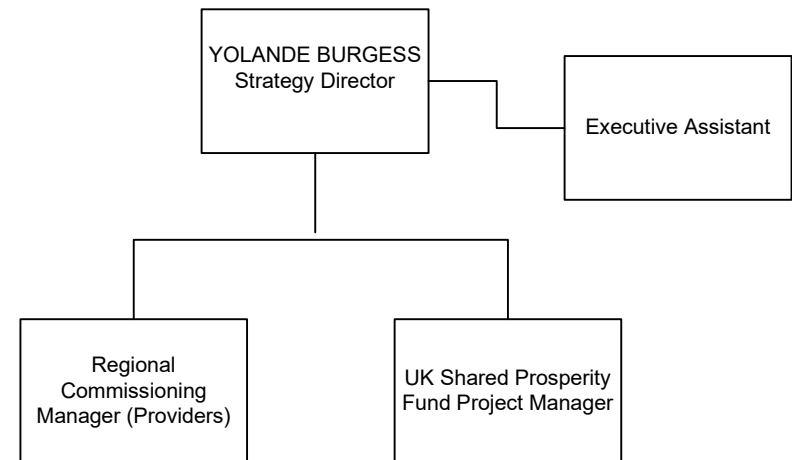 YOLANDE BURGESS
Strategy Director
Executive Assistant
Regional
Commissioning
Manager (Providers)
UK Shared Prosperity
Fund Project Manager